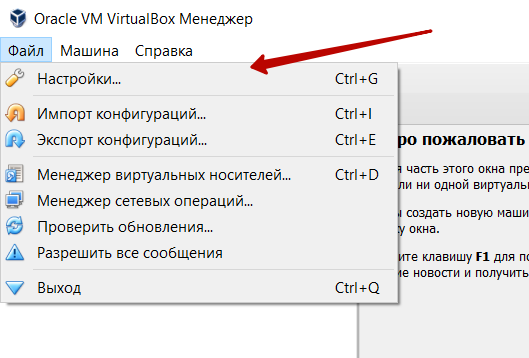 Oracle VM VirtualBox Менеджер
Файл Машина Справка
Настройки... Ctrl+G
Импорт конфигураций... Ctrl+I
Экспорт конфигураций... Ctrl+E
Менеджер виртуальных носителей... Ctrl+D
Менеджер сетевых операций...
Проверить обновления...
Разрешить все сообщения
Выход Ctrl+Q
ро пожаловать
я часть этого окна пре
ли ни одной виртуаль
ы создать новую маши
ку окна.
ите клавишу F1 для по
ие новости и получить